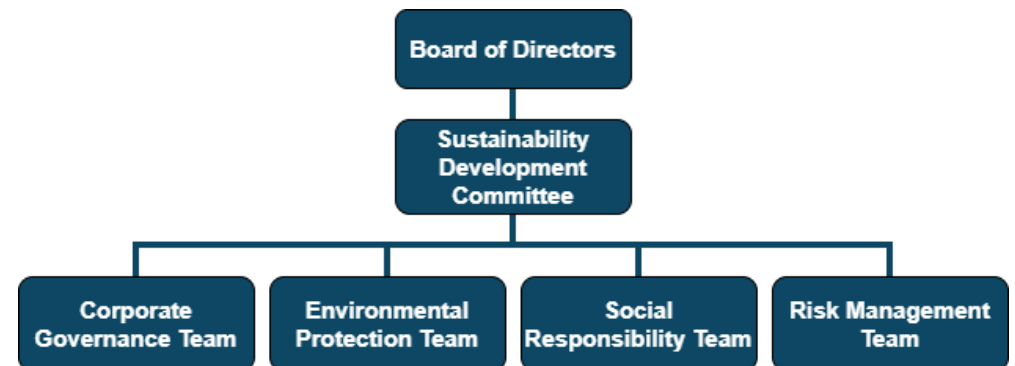 Board of Directors
Sustainability
Development
Committee
Corporate
Governance Team
Environmental
Protection Team
Social
Responsibility Team
Risk Management
Team